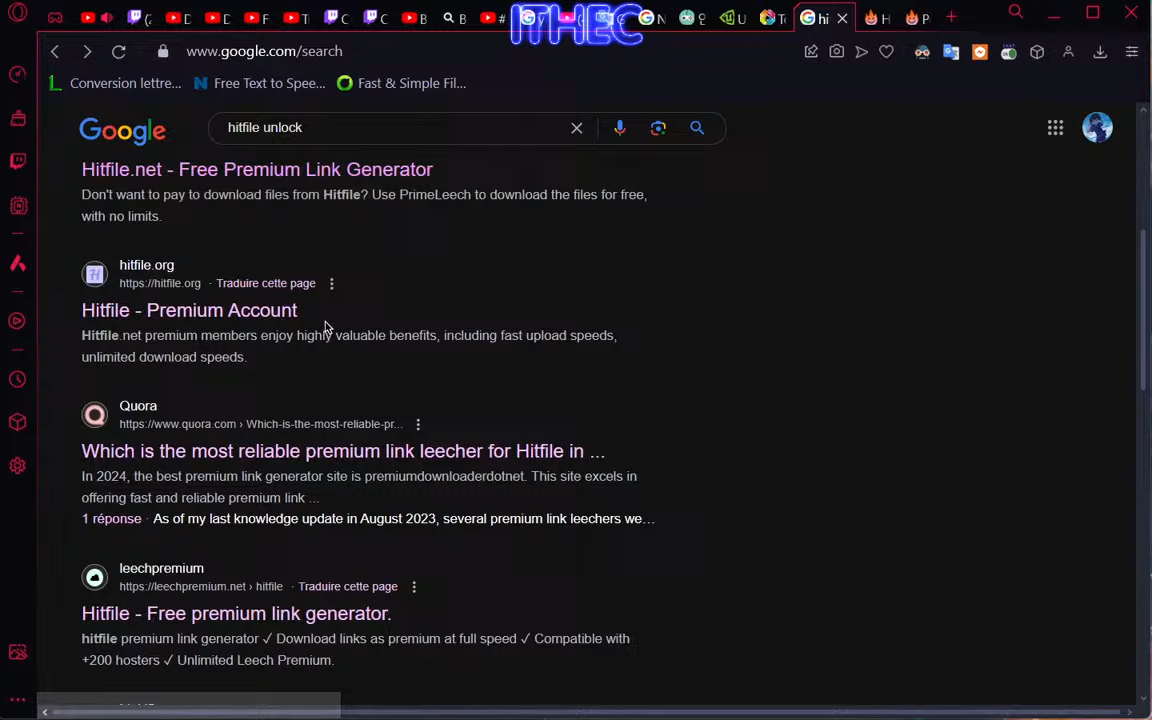 ITHEC
hi
www.google.com/search
Conversion lettre...
Free Text to Spee...
Fast & Simple Fil...
Google
hitfile unlock
Hitfile.net - Free Premium Link Generator
Don't want to pay to download files from Hitfile? Use PrimeLeech to download the files for free,
with no limits.
hitfile.org
https://hitfile.org · Traduire cette page
Hitfile - Premium Account
Hitfile.net premium members enjoy highly valuable benefits, including fast upload speeds,
unlimited download speeds.
Quora
https://www.quora.com › Which-is-the-most-reliable-pr...
Which is the most reliable premium link leecher for Hitfile in ...
In 2024, the best premium link generator site is premiumdownloaderdotnet. This site excels in
offering fast and reliable premium link ...
1 réponse · As of my last knowledge update in August 2023, several premium link leechers we...
leechpremium
https://leechpremium.net › hitfile · Traduire cette page
Hitfile - Free premium link generator.
hitfile premium link generator ✓ Download links as premium at full speed ✓ Compatible with
+200 hosters ✓ Unlimited Leech Premium.